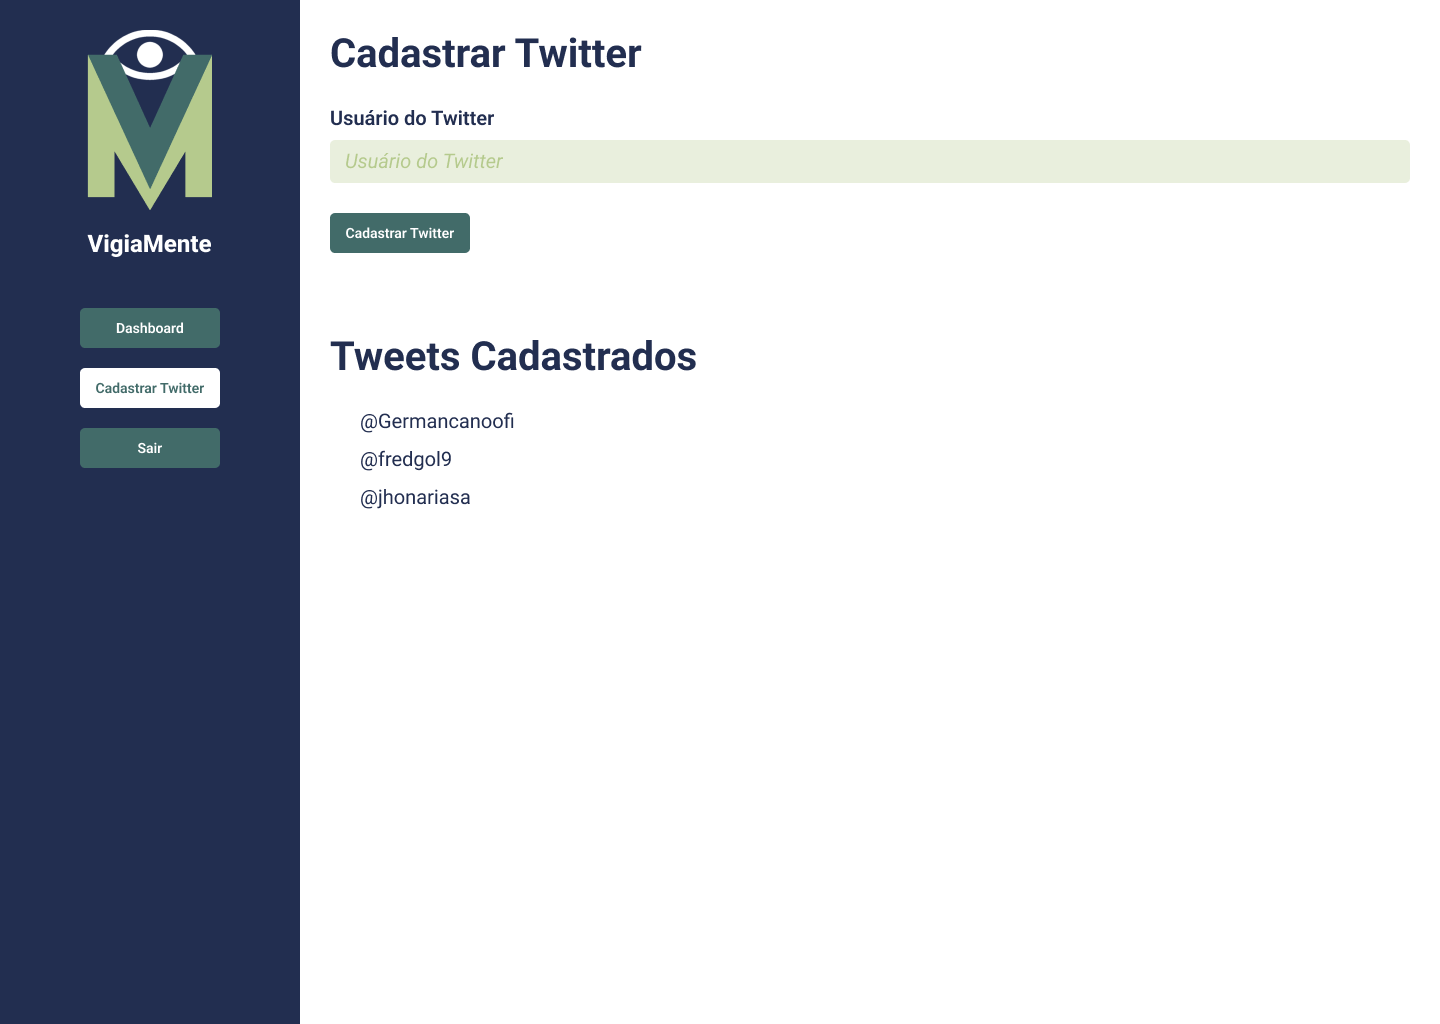 VigiaMente
Dashboard
Cadastrar Twitter
Sair
Cadastrar Twitter
Usuário do Twitter
Usuário do Twitter
Cadastrar Twitter
Tweets Cadastrados
@Germancanoofi
@fredgol9
@jhonariasa